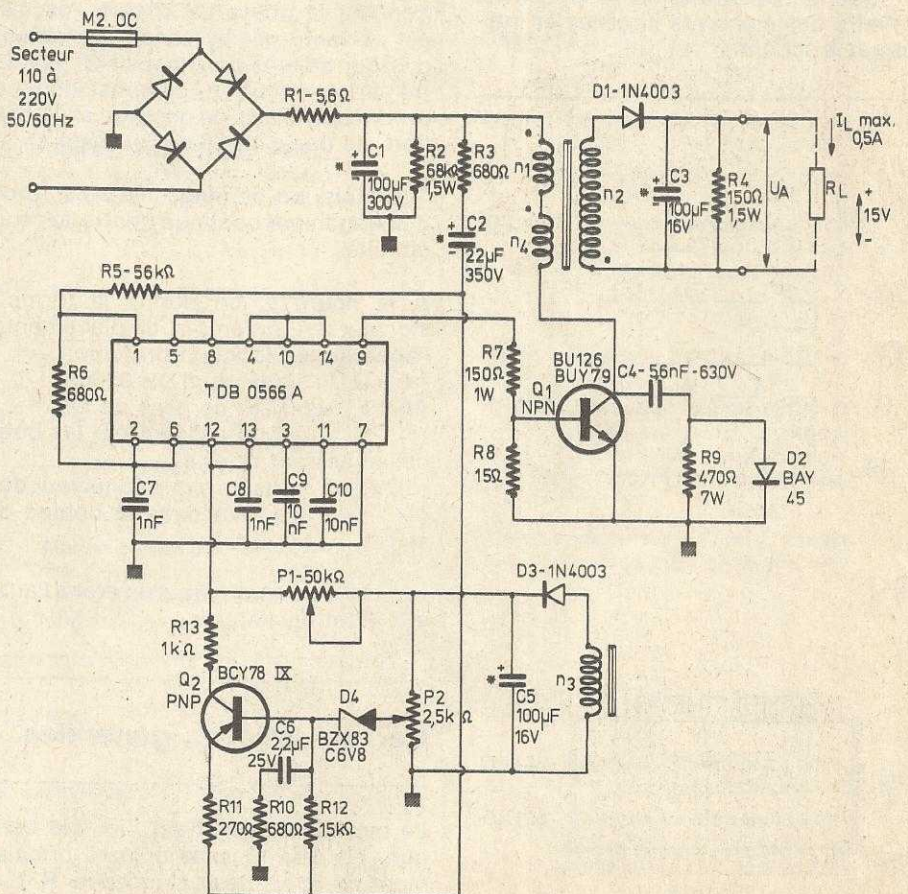 M2.OC
Secteur
110 à
220V
50/60Hz
R1-5,6Ω
C1
100µF
300V
R2
68kΩ
1,5W
R3
680Ω
C2
22µF
350V
n1
n4
n2
D1-1N4003
C3
100µF
16V
R4
150Ω
1,5W
UA
IL max.
0,5A
RL
15V
R5-56kΩ
R6
680Ω
1 5 8 4 10 14 9
TDB 0566 A
2 6 12 13 3 11 7
C7
1nF
C8
1nF
C9
10
nF
C10
10nF
R7
150Ω
1W
R8
15Ω
BU126
BUY79
Q1
NPN
C4-56nF-630V
R9
470Ω
7W
D2
BAY
45
P1-50kΩ
R13
1kΩ
BCY78 IX
Q2
PNP
D4
BZX83
C6V8
P2
2,5kΩ
D3-1N4003
C5
100µF
16V
n3
C6
2,2µF
25V
R11
270Ω
R10
680Ω
R12
15kΩ